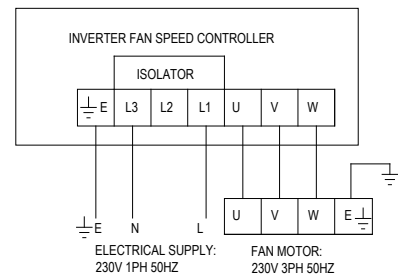 INVERTER FAN SPEED CONTROLLER
ISOLATOR
E L3 L2 L1 U V W
U V W E
E N L
ELECTRICAL SUPPLY:
230V 1PH 50HZ
FAN MOTOR:
230V 3PH 50HZ